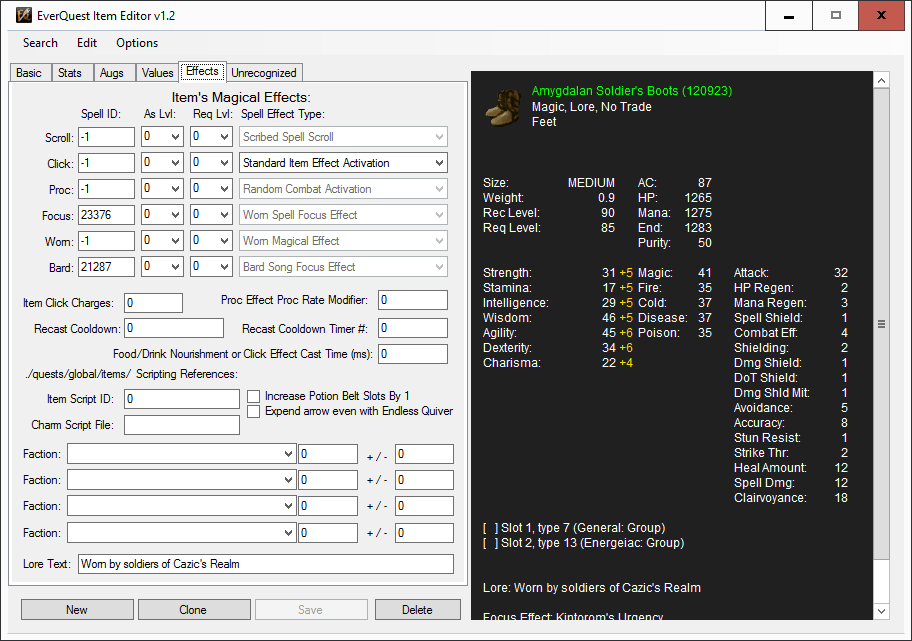 EverQuest Item Editor v1.2
Search Edit Options
Basic Stats Augs Values Effects Unrecognized
Item's Magical Effects:
Spell ID: As Lvl: Req Lvl: Spell Effect Type:
Scroll: -1 0 0 Scribed Spell Scroll
Click: -1 0 0 Standard Item Effect Activation
Proc: -1 0 0 Random Combat Activation
Focus: 23376 0 0 Worn Spell Focus Effect
Worn: -1 0 0 Worn Magical Effect
Bard: 21287 0 0 Bard Song Focus Effect
Item Click Charges: 0 Proc Effect Proc Rate Modifier: 0
Recast Cooldown: 0 Recast Cooldown Timer #: 0
Food/Drink Nourishment or Click Effect Cast Time (ms): 0
./quests/global/items/ Scripting References:
Item Script ID: 0 Increase Potion Belt Slots By 1
Expend arrow even with Endless Quiver
Charm Script File:
Faction: 0 +/- 0
Faction: 0 +/- 0
Faction: 0 +/- 0
Faction: 0 +/- 0
Lore Text: Worn by soldiers of Cazic's Realm
New Clone Save Delete
Amygdalan Soldier's Boots (120923)
Magic, Lore, No Trade
Feet
Size: MEDIUM AC: 87
Weight: 0.9 HP: 1265
Rec Level: 90 Mana: 1275
Req Level: 85 End: 1283
Purity: 50
Strength: 31 +5 Magic: 41 Attack: 32
Stamina: 17 +5 Fire: 35 HP Regen: 2
Intelligence: 29 +5 Cold: 37 Mana Regen: 3
Wisdom: 46 +5 Disease: 37 Spell Shield: 1
Agility: 45 +6 Poison: 35 Combat Eff: 4
Dexterity: 34 +6 Shielding: 2
Charisma: 22 +4 Dmg Shield: 1
DoT Shield: 1
Dmg Shld Mit: 1
Avoidance: 5
Accuracy: 8
Stun Resist: 1
Strike Thr: 2
Heal Amount: 12
Spell Dmg: 12
Clairvoyance: 18
[ ] Slot 1, type 7 (General: Group)
[ ] Slot 2, type 13 (Energeiac: Group)
Lore: Worn by soldiers of Cazic's Realm
Focus Effect: Kintorom's Urgency